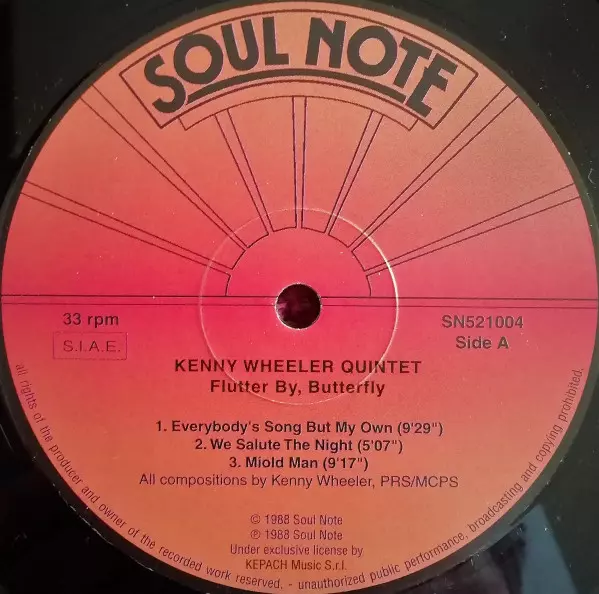 SOUL NOTE
33 rpm
S.I.A.E.
SN521004
Side A
KENNY WHEELER QUINTET
Flutter By, Butterfly
1. Everybody's Song But My Own (9'29")
2. We Salute The Night (5'07")
3. Miold Man (9'17")
All compositions by Kenny Wheeler, PRS/MCPS
© 1988 Soul Note
℗ 1988 Soul Note
Under exclusive license by
KEPACH Music S.r.l.
all rights of the producer and owner of the recorded work reserved. - unauthorized public performance, broadcasting and copying prohibited.